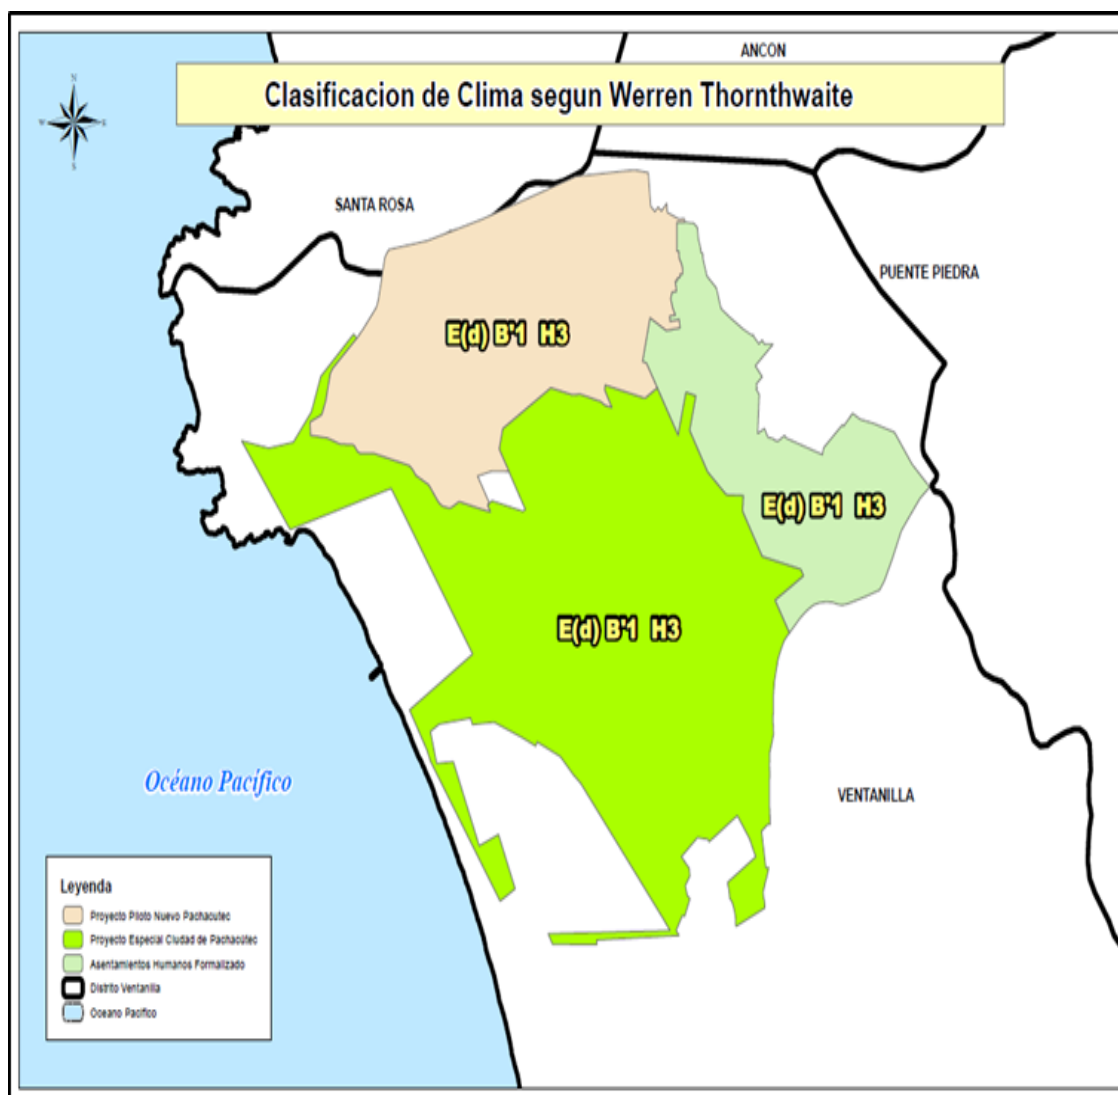 ANCON
Clasificacion de Clima segun Werren Thornthwaite
N
W E
S
SANTA ROSA
PUENTE PIEDRA
E(d) B'1 H3
E(d) B'1 H3
E(d) B'1 H3
Océano Pacífico
VENTANILLA
Leyenda
Proyecto Piloto Nuevo Pachacutec
Proyecto Especial Ciudad de Pachacútec
Asentamientos Humanos Formalizado
Distrito Ventanilla
Oceano Pacifico